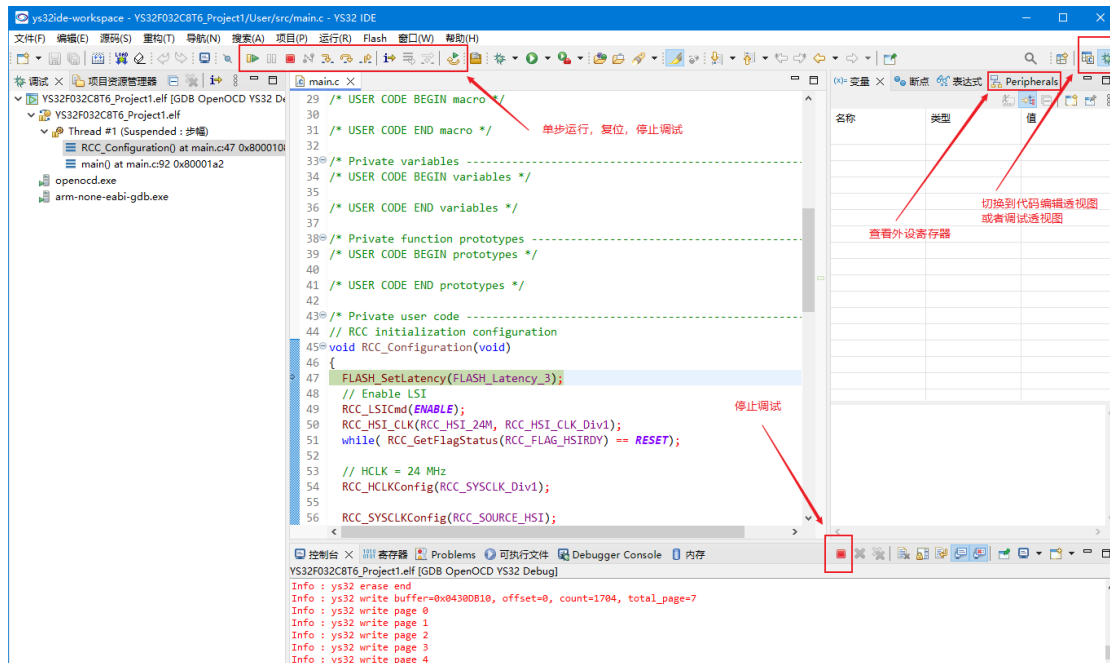 ys32ide-workspace - YS32F032C8T6_Project1/User/src/main.c - YS32 IDE
文件(F) 编辑(E) 源码(S) 重构(T) 导航(N) 搜索(A) 项目(P) 运行(R) Flash 窗口(W) 帮助(H)
调试 项目资源管理器
YS32F032C8T6_Project1.elf [GDB OpenOCD YS32 De
YS32F032C8T6_Project1.elf
Thread #1 (Suspended : 步幅)
RCC_Configuration() at main.c:47 0x8000108
main() at main.c:92 0x80001a2
openocd.exe
arm-none-eabi-gdb.exe
main.c
29 /* USER CODE BEGIN macro */
30
31 /* USER CODE END macro */
32
33 /* Private variables ----------------------------------------------
34 /* USER CODE BEGIN variables */
35
36 /* USER CODE END variables */
37
38 /* Private function prototypes ------------------------------------
39 /* USER CODE BEGIN prototypes */
40
41 /* USER CODE END prototypes */
42
43 /* Private user code ----------------------------------------------
44 // RCC initialization configuration
45 void RCC_Configuration(void)
46 {
47 FLASH_SetLatency(FLASH_Latency_3);
48 // Enable LSI
49 RCC_LSICmd(ENABLE);
50 RCC_HSI_CLK(RCC_HSI_24M, RCC_HSI_CLK_Div1);
51 while( RCC_GetFlagStatus(RCC_FLAG_HSIRDY) == RESET);
52
53 // HCLK = 24 MHz
54 RCC_HCLKConfig(RCC_SYSCLK_Div1);
55
56 RCC_SYSCLKConfig(RCC_SOURCE_HSI);
单步运行，复位，停止调试
(x)= 变量 断点 表达式 Peripherals
名称 类型 值
切换到代码编辑透视图
或者调试透视图
查看外设寄存器
停止调试
控制台 寄存器 Problems 可执行文件 Debugger Console 内存
YS32F032C8T6_Project1.elf [GDB OpenOCD YS32 Debug]
Info : ys32 erase end
Info : ys32 write buffer=0x0430DB10, offset=0, count=1704, total_page=7
Info : ys32 write page 0
Info : ys32 write page 1
Info : ys32 write page 2
Info : ys32 write page 3
Info : ys32 write page 4